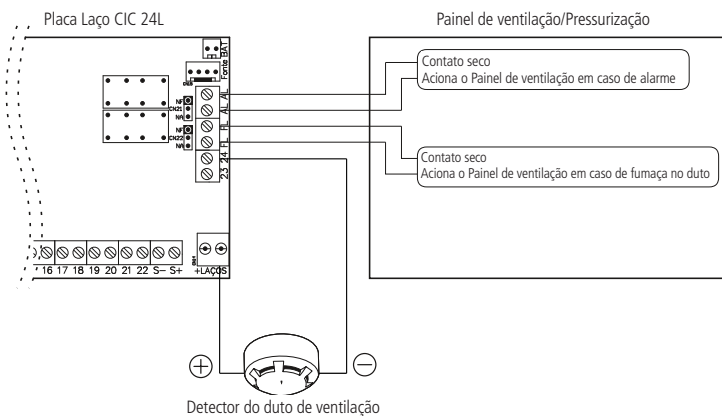 Placa Laço CIC 24L
Painel de ventilação/Pressurização
BAT
Fonte
AL
AL
FL
FL
24
23
NF
CN21
NA
NF
CN22
NA
Contato seco
Aciona o Painel de ventilação em caso de alarme
Contato seco
Aciona o Painel de ventilação em caso de fumaça no duto
16 17 18 19 20 21 22 S- S+
+LAÇOS
+
−
Detector do duto de ventilação